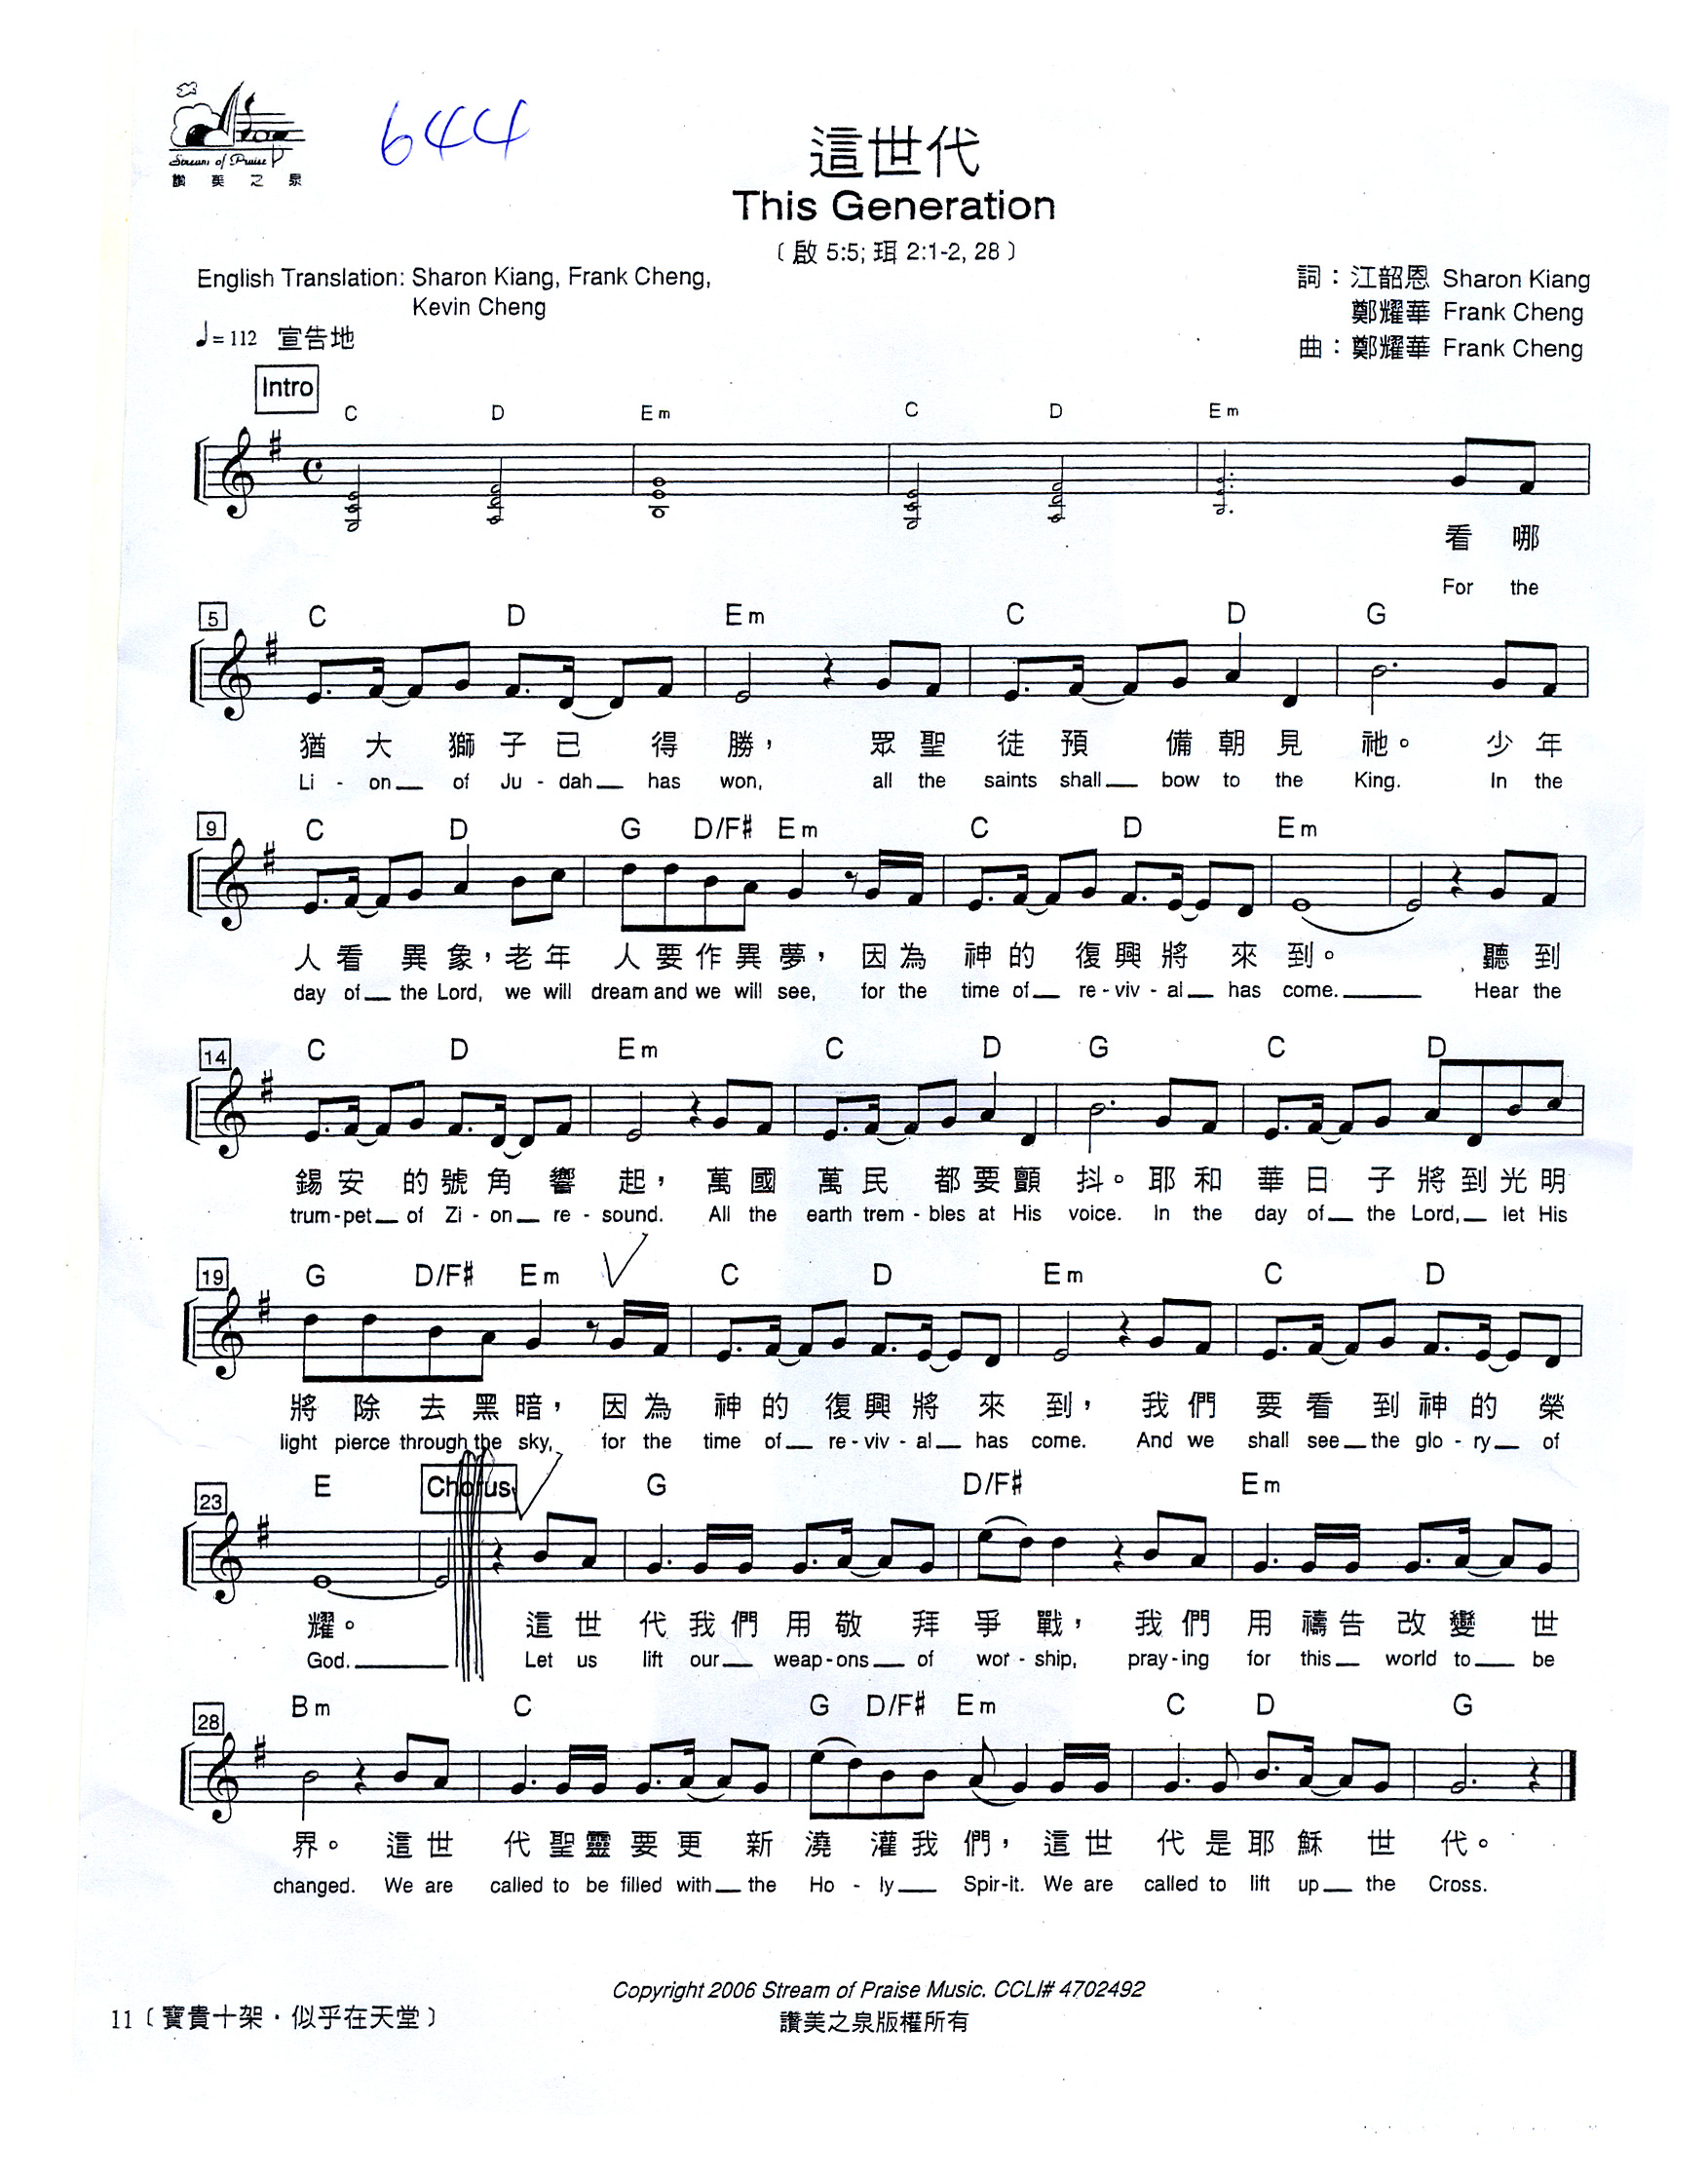 Stream of Praise
讚美之泉
644
這世代
This Generation
﹝啟 5:5; 珥 2:1-2, 28﹞
English Translation: Sharon Kiang, Frank Cheng,
Kevin Cheng
詞：江韶恩 Sharon Kiang
鄭耀華 Frank Cheng
曲：鄭耀華 Frank Cheng
♩= 112 宣告地
Intro
C D Em C D Em
看 哪
For the
5 C D Em C D G
猶 大 獅 子 已 得 勝， 眾 聖 徒 預 備 朝 見 祂。 少 年
Li - on of Ju - dah has won, all the saints shall bow to the King. In the
9 C D G D/F# Em C D Em
人 看 異 象，老 年 人 要 作 異 夢， 因 為 神 的 復 興 將 來 到。 聽 到
day of the Lord, we will dream and we will see, for the time of re - viv - al has come. Hear the
14 C D Em C D G C D
錫 安 的 號 角 響 起， 萬 國 萬 民 都 要 顫 抖。 耶 和 華 日 子 將 到 光 明
trum - pet of Zi - on re - sound. All the earth trem - bles at His voice. In the day of the Lord, let His
19 G D/F# Em C D Em C D
將 除 去 黑 暗， 因 為 神 的 復 興 將 來 到， 我 們 要 看 到 神 的 榮
light pierce through the sky, for the time of re - viv - al has come. And we shall see the glo - ry of
23 E Chorus G D/F# Em
耀。 這 世 代 我 們 用 敬 拜 爭 戰， 我 們 用 禱 告 改 變 世
God. Let us lift our weap - ons of wor - ship, pray - ing for this world to be
28 Bm C G D/F# Em C D G
界。 這 世 代 聖 靈 要 更 新 澆 灌 我 們， 這 世 代 是 耶 穌 世 代。
changed. We are called to be filled with the Ho - ly Spir - it. We are called to lift up the Cross.
Copyright 2006 Stream of Praise Music. CCLI# 4702492
讚美之泉版權所有
11﹝寶貴十架·似乎在天堂﹞